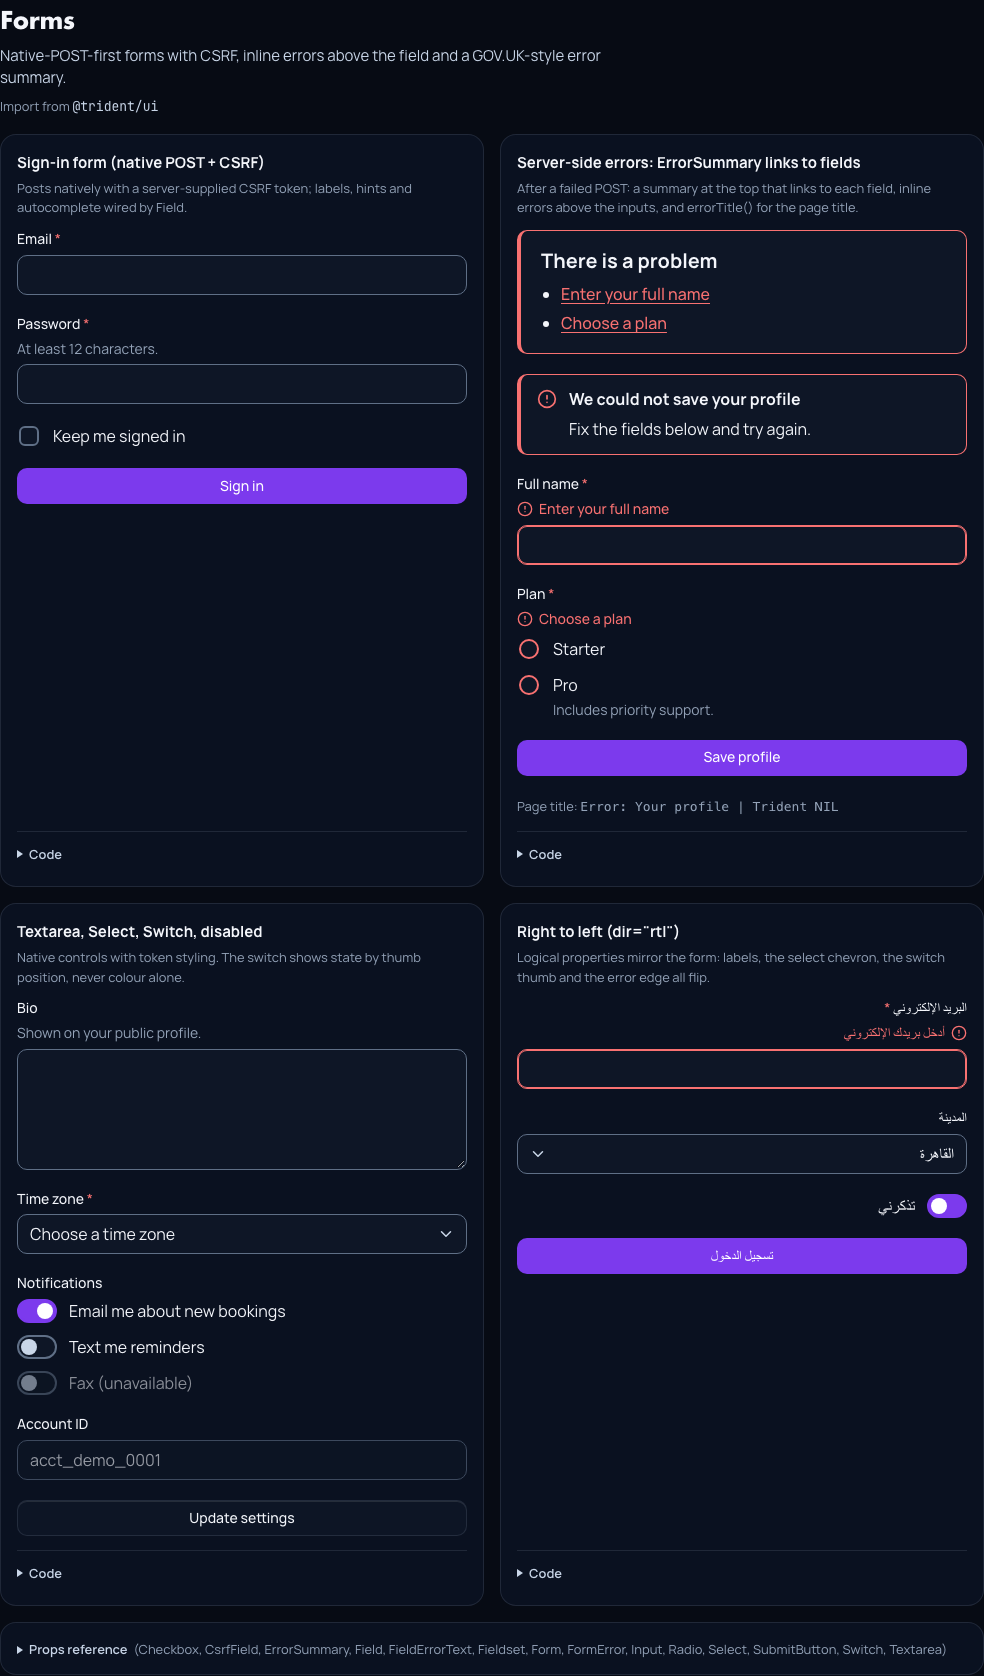 Forms
Native-POST-first forms with CSRF, inline errors above the field and a GOV.UK-style error
summary.
Import from @trident/ui
Sign-in form (native POST + CSRF)
Posts natively with a server-supplied CSRF token; labels, hints and
autocomplete wired by Field.
Email *
Password *
At least 12 characters.
Keep me signed in
Sign in
Code
Server-side errors: ErrorSummary links to fields
After a failed POST: a summary at the top that links to each field, inline
errors above the inputs, and errorTitle() for the page title.
There is a problem
Enter your full name
Choose a plan
We could not save your profile
Fix the fields below and try again.
Full name *
Enter your full name
Plan *
Choose a plan
Starter
Pro
Includes priority support.
Save profile
Page title: Error: Your profile | Trident NIL
Code
Textarea, Select, Switch, disabled
Native controls with token styling. The switch shows state by thumb
position, never colour alone.
Bio
Shown on your public profile.
Time zone *
Choose a time zone
Notifications
Email me about new bookings
Text me reminders
Fax (unavailable)
Account ID
acct_demo_0001
Update settings
Code
Right to left (dir="rtl")
Logical properties mirror the form: labels, the select chevron, the switch
thumb and the error edge all flip.
البريد الإلكتروني *
أدخل بريدك الإلكتروني
المدينة
القاهرة
تذكرني
تسجيل الدخول
Code
Props reference (Checkbox, CsrfField, ErrorSummary, Field, FieldErrorText, Fieldset, Form, FormError, Input, Radio, Select, SubmitButton, Switch, Textarea)